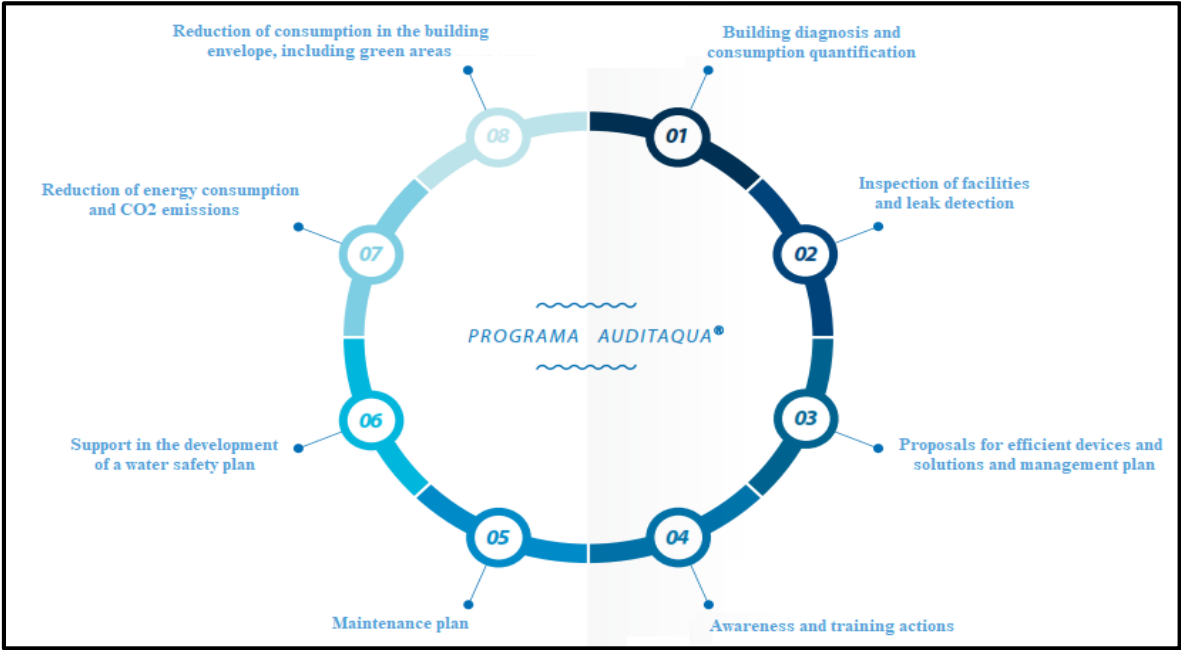 Building diagnosis and
consumption quantification
01
Inspection of facilities
and leak detection
02
Proposals for efficient devices and
solutions and management plan
03
Awareness and training actions
04
Maintenance plan
05
Support in the development
of a water safety plan
06
Reduction of energy consumption
and CO2 emissions
07
Reduction of consumption in the building
envelope, including green areas
08
PROGRAMA AUDITAQUA®